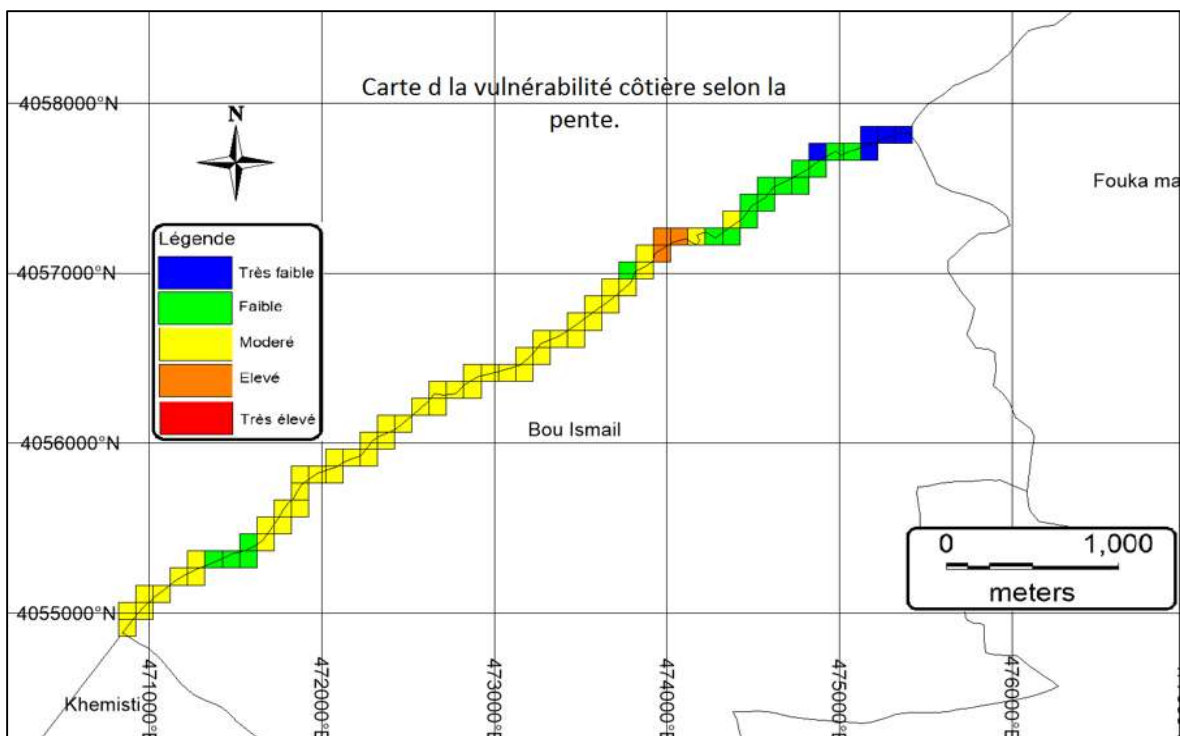 Carte d la vulnérabilité côtière selon la
pente.
4058000°N
N
Fouka ma
Légende
Très faible
Faible
Moderé
Elevé
Très élevé
4057000°N
4056000°N
Bou Ismail
0 1,000
meters
4055000°N
Khemisti
471000°E
472000°E
473000°E
474000°E
475000°E
476000°E